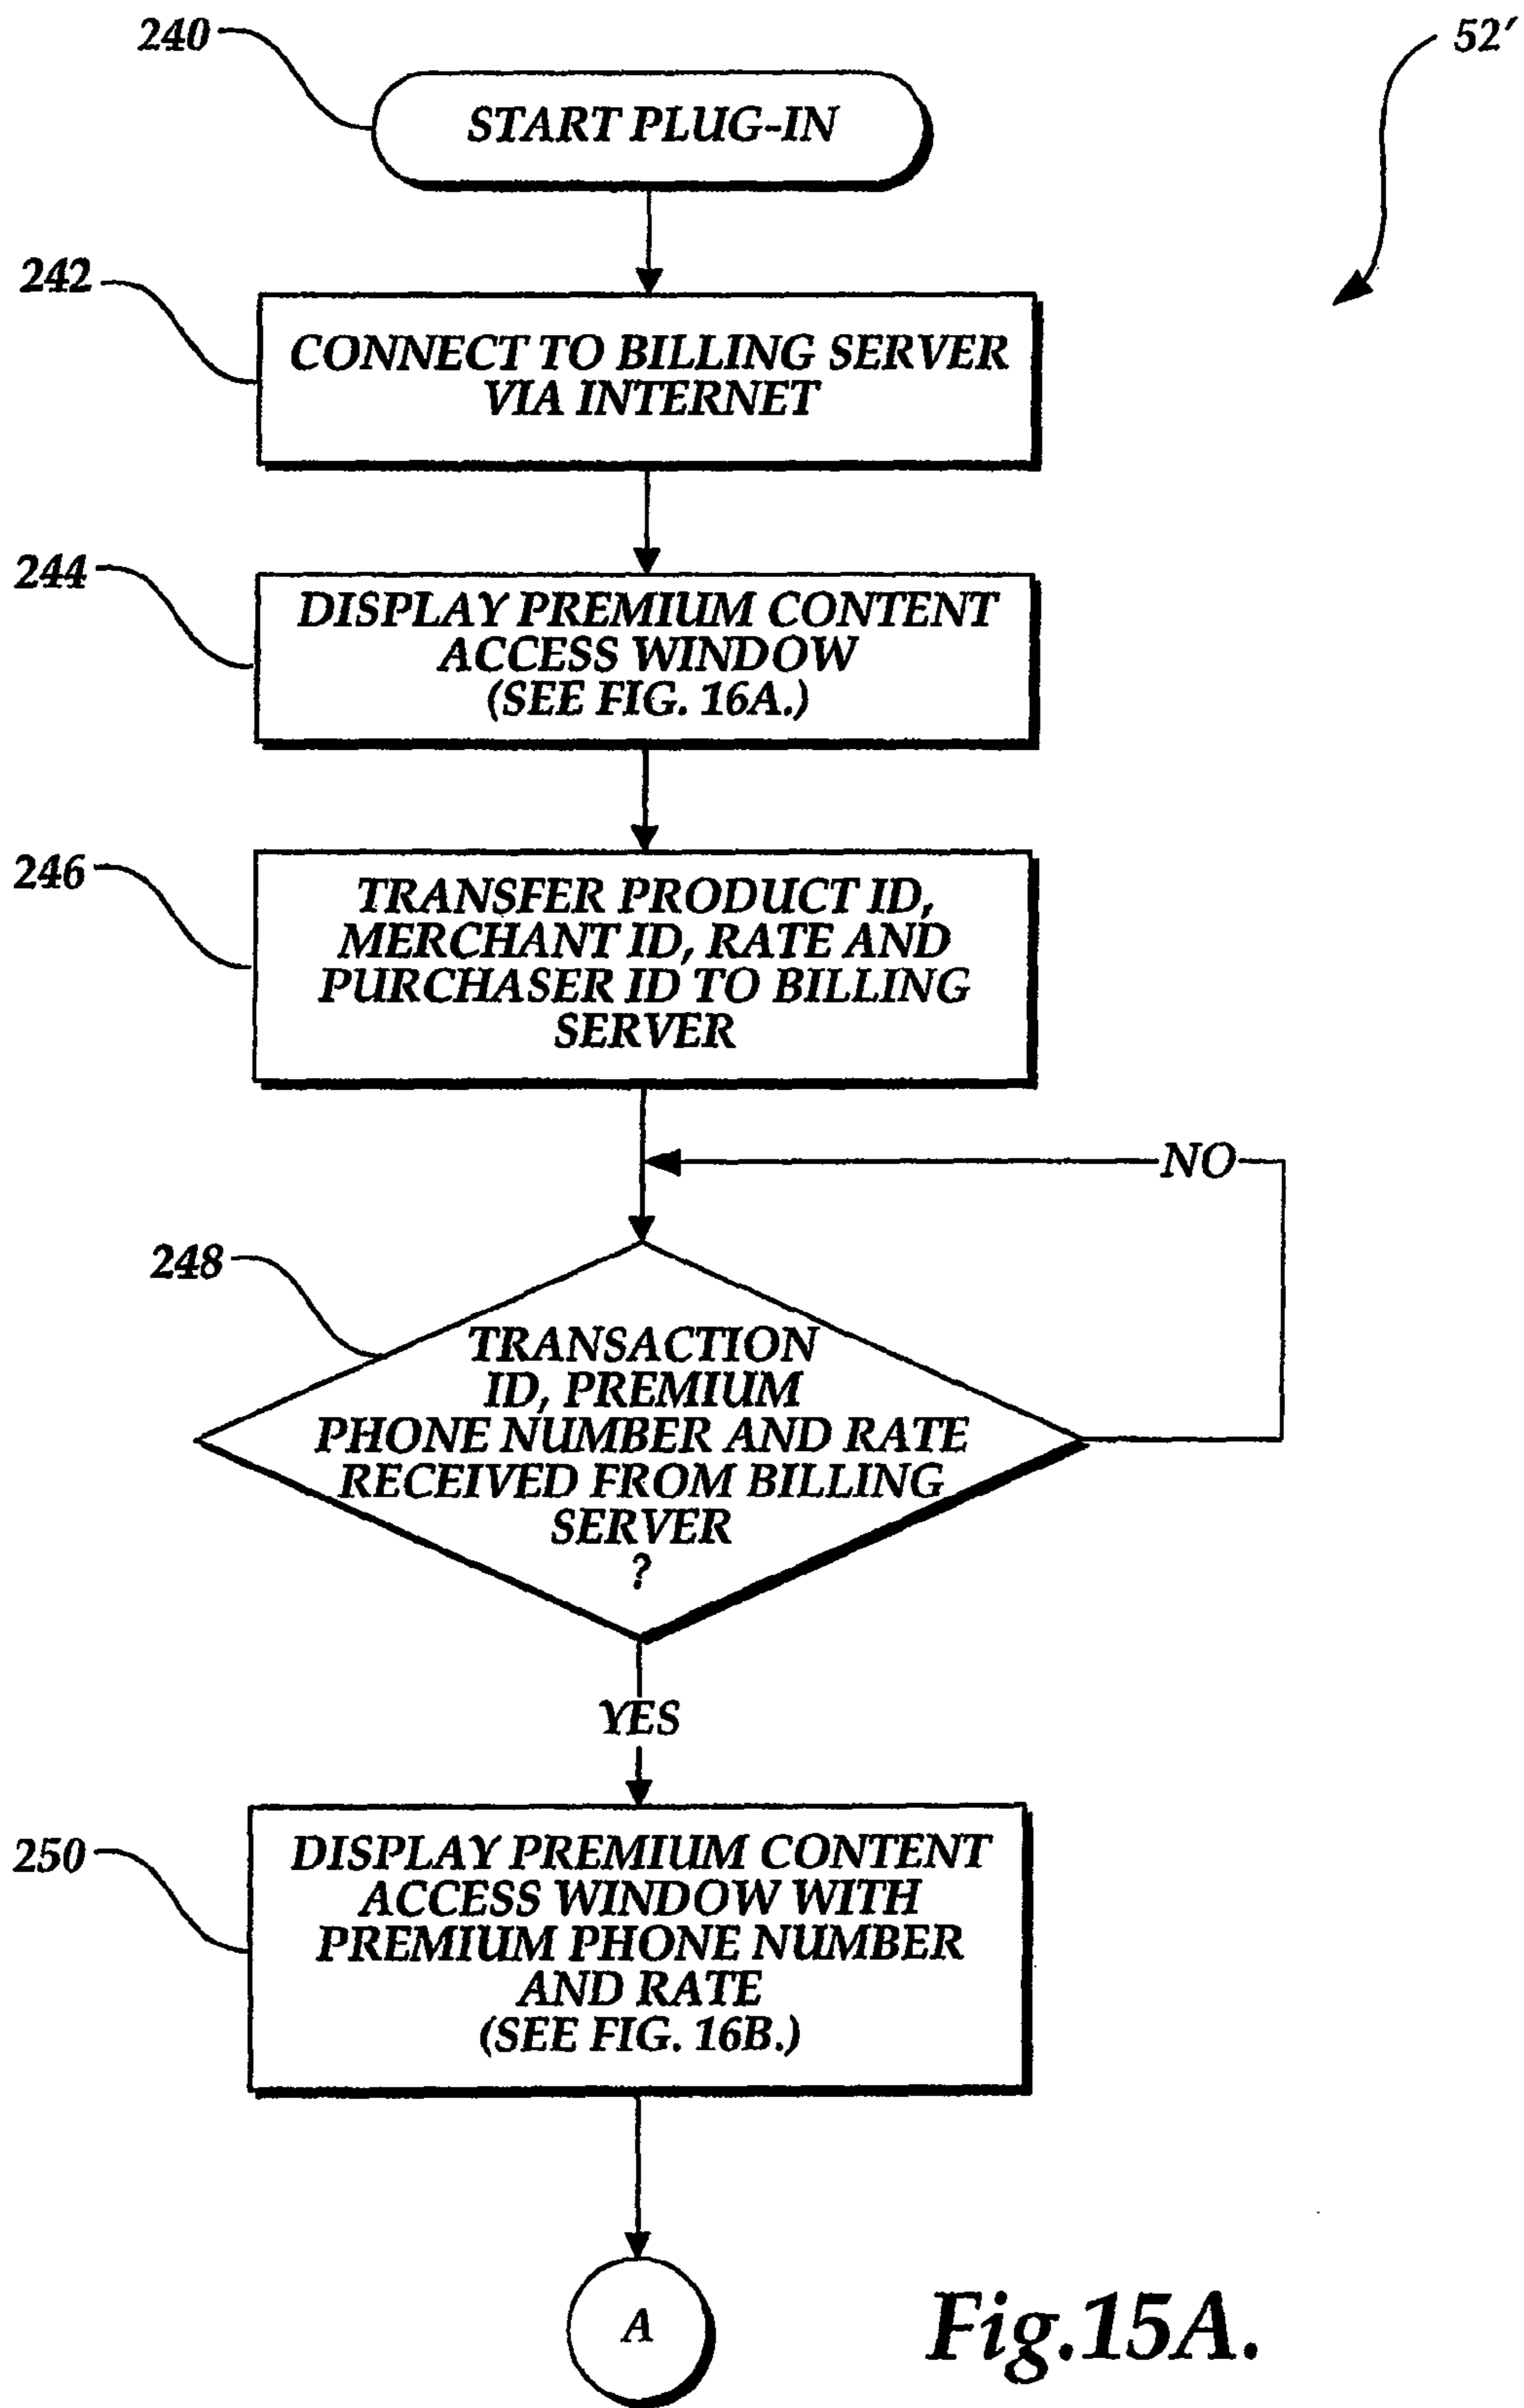 240
52'
START PLUG-IN
242
CONNECT TO BILLING SERVER
VIA INTERNET
244
DISPLAY PREMIUM CONTENT
ACCESS WINDOW
(SEE FIG. 16A.)
246
TRANSFER PRODUCT ID,
MERCHANT ID, RATE AND
PURCHASER ID TO BILLING
SERVER
NO
248
TRANSACTION
ID, PREMIUM
PHONE NUMBER AND RATE
RECEIVED FROM BILLING
SERVER
?
YES
250
DISPLAY PREMIUM CONTENT
ACCESS WINDOW WITH
PREMIUM PHONE NUMBER
AND RATE
(SEE FIG. 16B.)
A
Fig.15A.